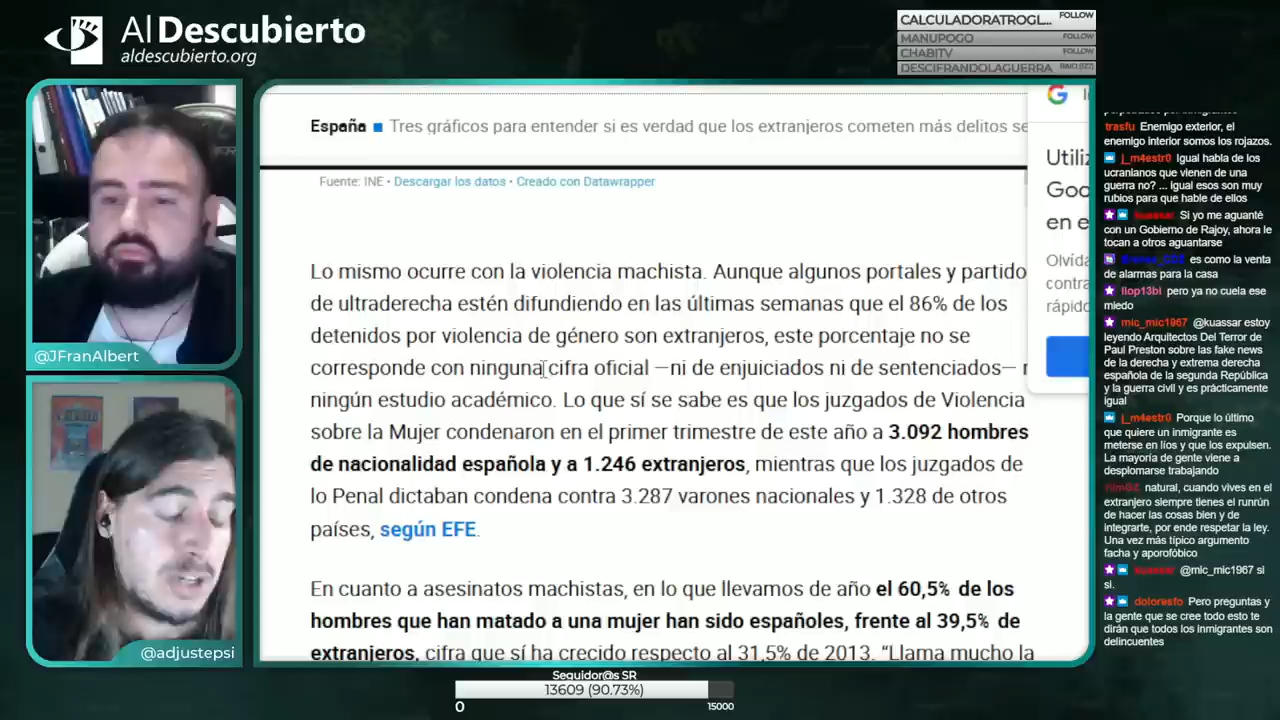 Al Descubierto
aldescubierto.org
CALCULADORATROGL... FOLLOW
MANUPOGO FOLLOW
CHABITV FOLLOW
DESCIFRANDOLAGUERRA
@JFranAlbert
@adjustepsi
España ■ Tres gráficos para entender si es verdad que los extranjeros cometen más delitos se
Fuente: INE • Descargar los datos • Creado con Datawrapper
Lo mismo ocurre con la violencia machista. Aunque algunos portales y partido
de ultraderecha estén difundiendo en las últimas semanas que el 86% de los
detenidos por violencia de género son extranjeros, este porcentaje no se
corresponde con ninguna cifra oficial —ni de enjuiciados ni de sentenciados—
ningún estudio académico. Lo que sí se sabe es que los juzgados de Violencia
sobre la Mujer condenaron en el primer trimestre de este año a 3.092 hombres
de nacionalidad española y a 1.246 extranjeros, mientras que los juzgados de
lo Penal dictaban condena contra 3.287 varones nacionales y 1.328 de otros
países, según EFE.
En cuanto a asesinatos machistas, en lo que llevamos de año el 60,5% de los
hombres que han matado a una mujer han sido españoles, frente al 39,5% de
extranjeros, cifra que sí ha crecido respecto al 31,5% de 2013. “Llama mucho la
Utiliz
Goo
en e
Olvída
contra
rápido
trasfu Enemigo exterior, el
enemigo interior somos los rojazos.
j_m4estr0 Igual habla de los
ucranianos que vienen de una
guerra no? ... igual esos son muy
rubios para que hable de ellos
kuassar Si yo me aguanté
con un Gobierno de Rajoy, ahora le
tocan a otros aguantarse
es como la venta
de alarmas para la casa
llop13bi pero ya no cuela ese
miedo
mic_mic1967 @kuassar estoy
leyendo Arquitectos Del Terror de
Paul Preston sobre las fake news
de la derecha y extrema derecha
española de la segunda República
y la guerra civil y es prácticamente
igual
j_m4estr0 Porque lo último
que quiere un inmigrante es
meterse en líos y que los expulsen.
La mayoría de gente viene a
desplomarse trabajando
natural, cuando vives en el
extranjero siempre tienes el runrún
de hacer las cosas bien y de
integrarte, por ende respetar la ley.
Una vez más típico argumento
facha y aporofóbico
kuassar @mic_mic1967 si
si.
doloresfo Pero preguntas y
la gente que se cree todo esto te
dirán que todos los inmigrantes son
delincuentes
Seguidor@s SR
13609 (90.73%)
0 15000